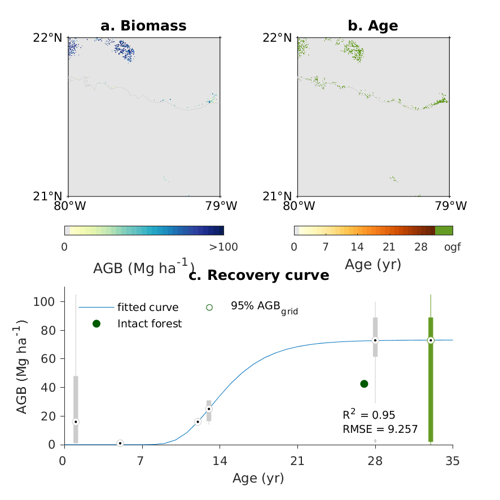 a. Biomass
b. Age
22°N
22°N
21°N
21°N
80°W
79°W
80°W
79°W
0
>100
0
7
14
21
28
ogf
AGB (Mg ha⁻¹)
Age (yr)
c. Recovery curve
fitted curve
95% AGB_grid
Intact forest
AGB (Mg ha⁻¹)
100
80
60
40
20
0
R² = 0.95
RMSE = 9.257
0
7
14
21
28
35
Age (yr)